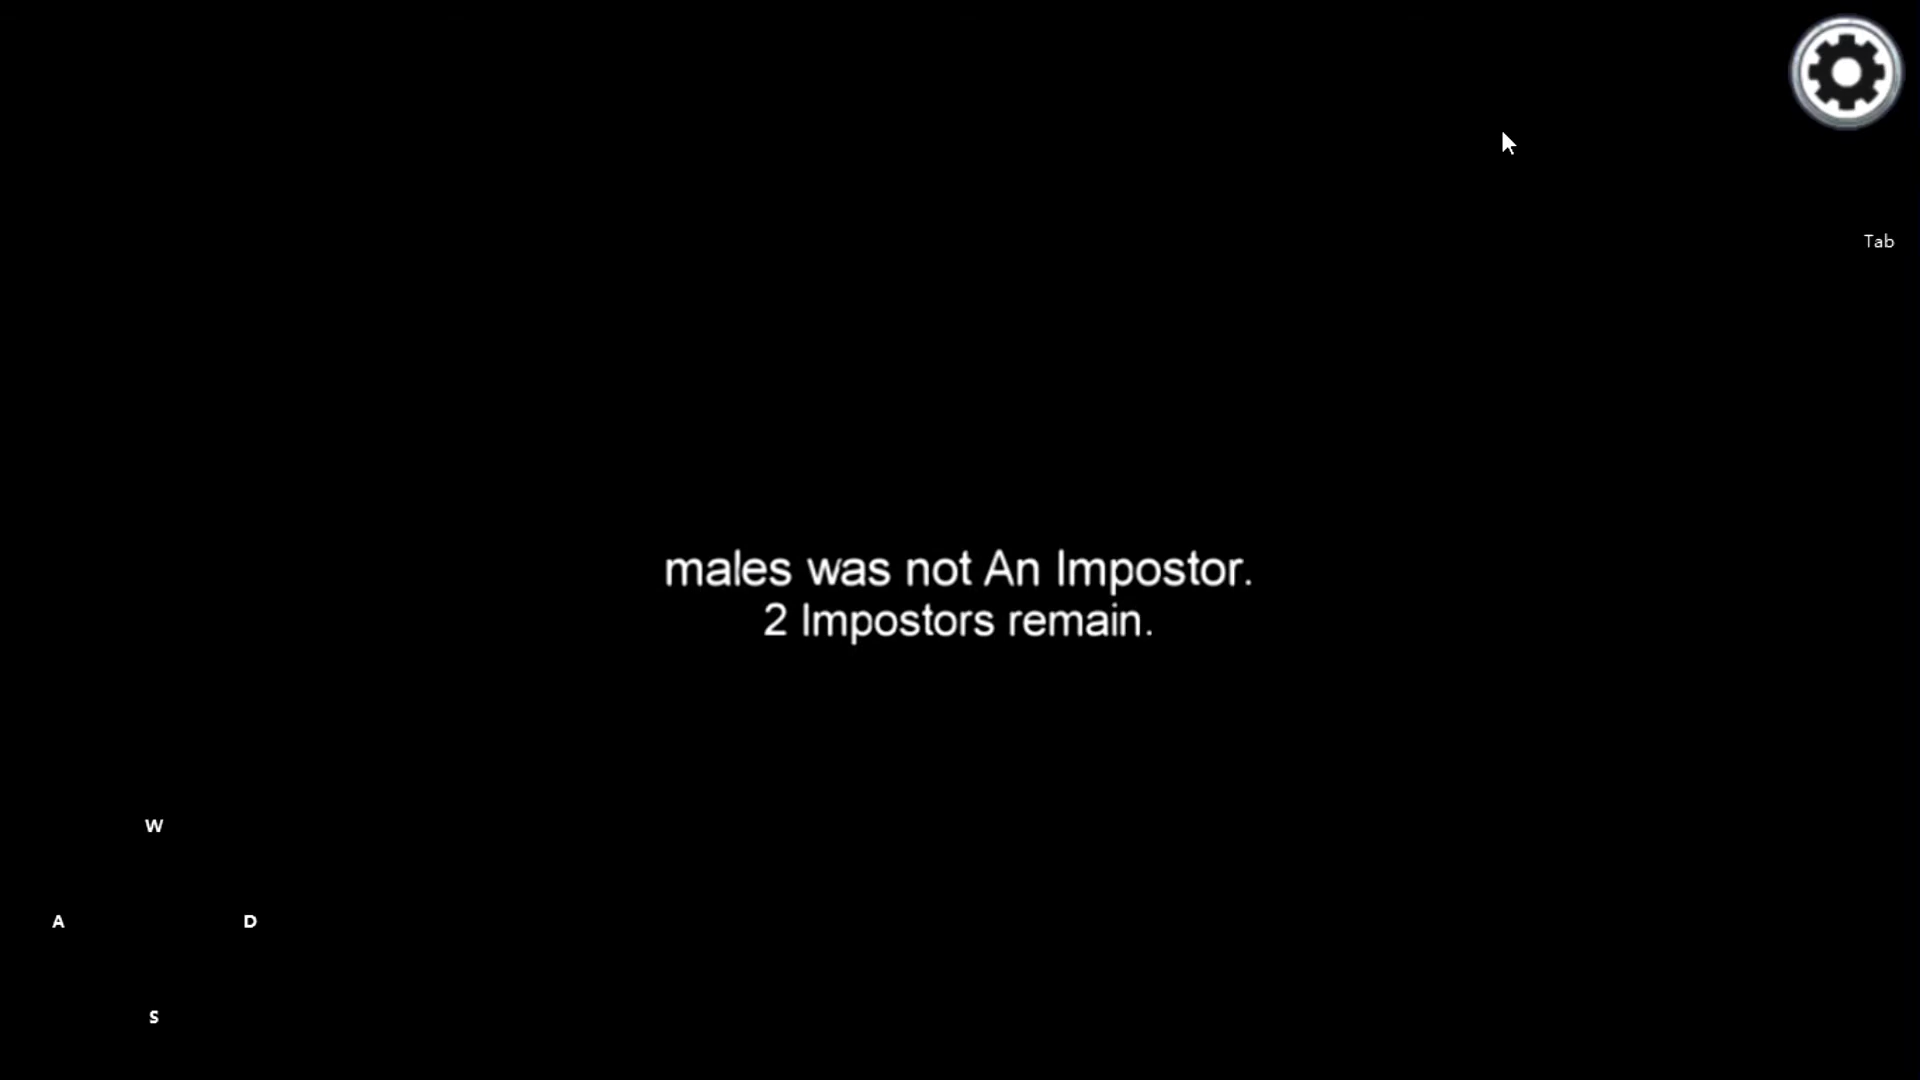 Tab
males was not An Impostor.
2 Impostors remain.
W
A D
S